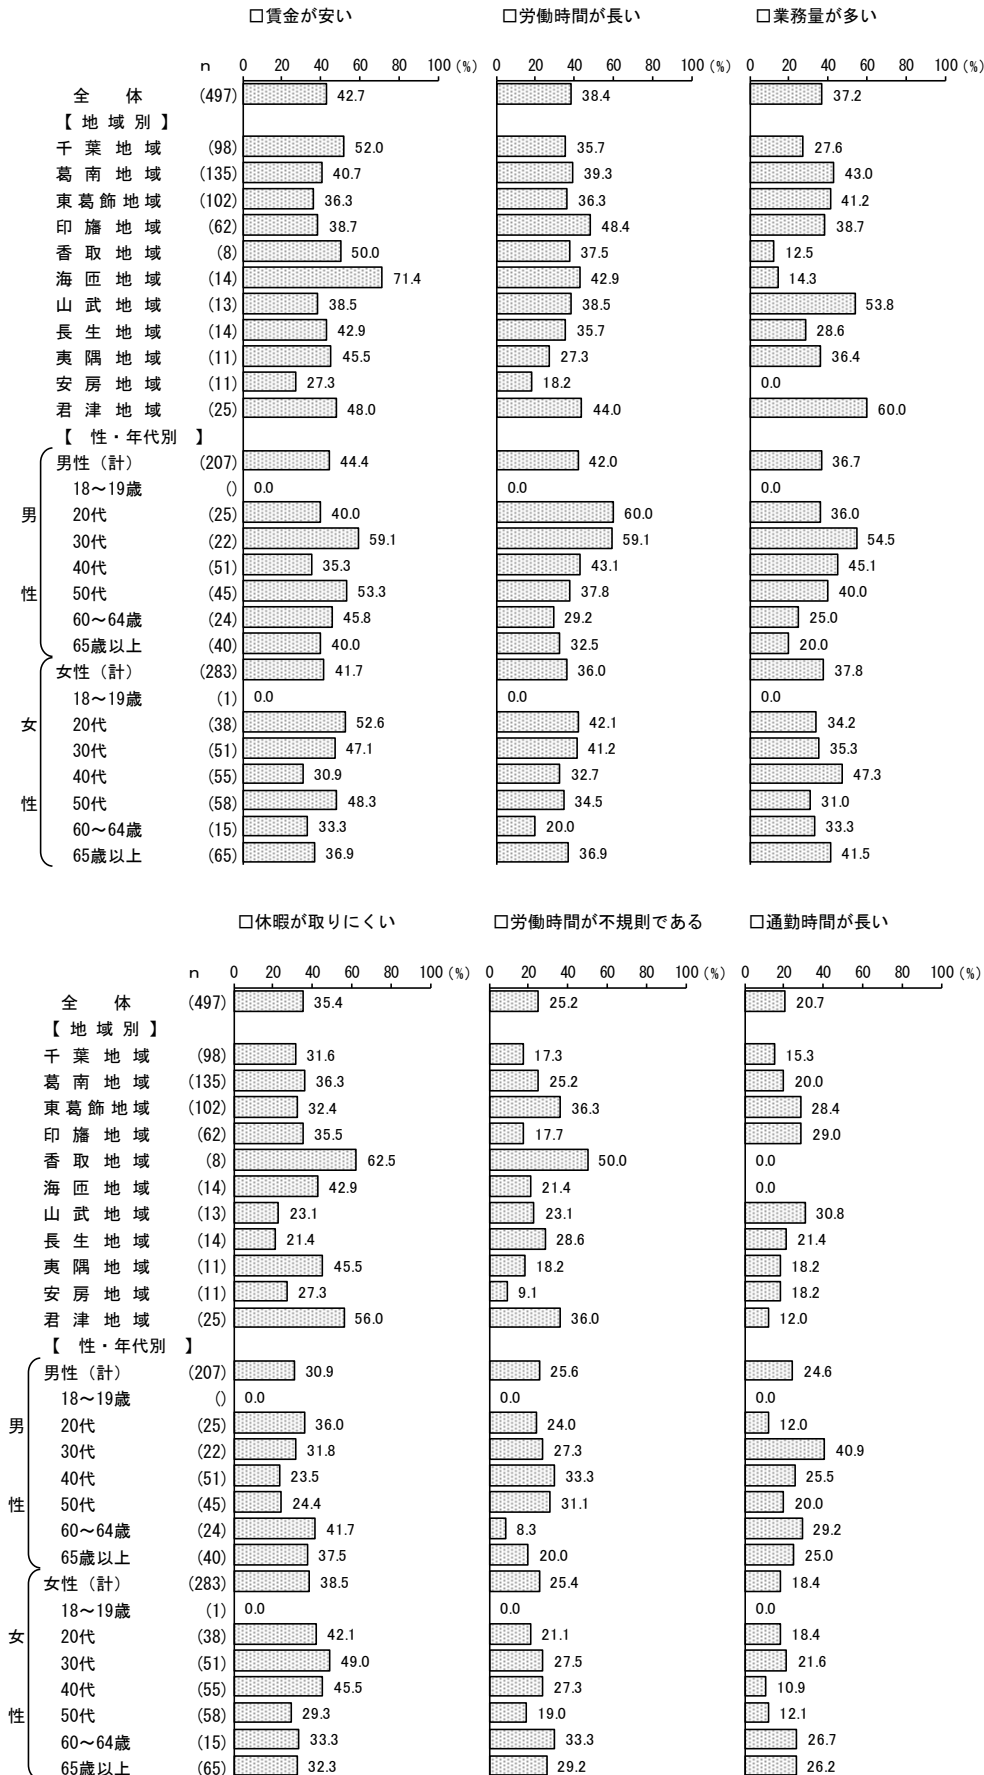 □賃金が安い □労働時間が長い □業務量が多い
n 0 20 40 60 80 100(%) 0 20 40 60 80 100(%) 0 20 40 60 80 100(%)
全 体 (497) 42.7 38.4 37.2
【 地 域 別 】
千 葉 地 域 (98) 52.0 35.7 27.6
葛 南 地 域 (135) 40.7 39.3 43.0
東葛飾地域 (102) 36.3 36.3 41.2
印 旛 地 域 (62) 38.7 48.4 38.7
香 取 地 域 (8) 50.0 37.5 12.5
海 匝 地 域 (14) 71.4 42.9 14.3
山 武 地 域 (13) 38.5 38.5 53.8
長 生 地 域 (14) 42.9 35.7 28.6
夷 隅 地 域 (11) 45.5 27.3 36.4
安 房 地 域 (11) 27.3 18.2 0.0
君 津 地 域 (25) 48.0 44.0 60.0
【 性・年代別 】
男性（計） (207) 44.4 42.0 36.7
18～19歳 () 0.0 0.0 0.0
男 20代 (25) 40.0 60.0 36.0
30代 (22) 59.1 59.1 54.5
40代 (51) 35.3 43.1 45.1
性 50代 (45) 53.3 37.8 40.0
60～64歳 (24) 45.8 29.2 25.0
65歳以上 (40) 40.0 32.5 20.0
女性（計） (283) 41.7 36.0 37.8
18～19歳 (1) 0.0 0.0 0.0
女 20代 (38) 52.6 42.1 34.2
30代 (51) 47.1 41.2 35.3
40代 (55) 30.9 32.7 47.3
性 50代 (58) 48.3 34.5 31.0
60～64歳 (15) 33.3 20.0 33.3
65歳以上 (65) 36.9 36.9 41.5
□休暇が取りにくい □労働時間が不規則である □通勤時間が長い
n 0 20 40 60 80 100(%) 0 20 40 60 80 100(%) 0 20 40 60 80 100(%)
全 体 (497) 35.4 25.2 20.7
【 地 域 別 】
千 葉 地 域 (98) 31.6 17.3 15.3
葛 南 地 域 (135) 36.3 25.2 20.0
東葛飾地域 (102) 32.4 36.3 28.4
印 旛 地 域 (62) 35.5 17.7 29.0
香 取 地 域 (8) 62.5 50.0 0.0
海 匝 地 域 (14) 42.9 21.4 0.0
山 武 地 域 (13) 23.1 23.1 30.8
長 生 地 域 (14) 21.4 28.6 21.4
夷 隅 地 域 (11) 45.5 18.2 18.2
安 房 地 域 (11) 27.3 9.1 18.2
君 津 地 域 (25) 56.0 36.0 12.0
【 性・年代別 】
男性（計） (207) 30.9 25.6 24.6
18～19歳 () 0.0 0.0 0.0
男 20代 (25) 36.0 24.0 12.0
30代 (22) 31.8 27.3 40.9
40代 (51) 23.5 33.3 25.5
性 50代 (45) 24.4 31.1 20.0
60～64歳 (24) 41.7 8.3 29.2
65歳以上 (40) 37.5 20.0 25.0
女性（計） (283) 38.5 25.4 18.4
18～19歳 (1) 0.0 0.0 0.0
女 20代 (38) 42.1 21.1 18.4
30代 (51) 49.0 27.5 21.6
40代 (55) 45.5 27.3 10.9
性 50代 (58) 29.3 19.0 12.1
60～64歳 (15) 33.3 33.3 26.7
65歳以上 (65) 32.3 29.2 26.2